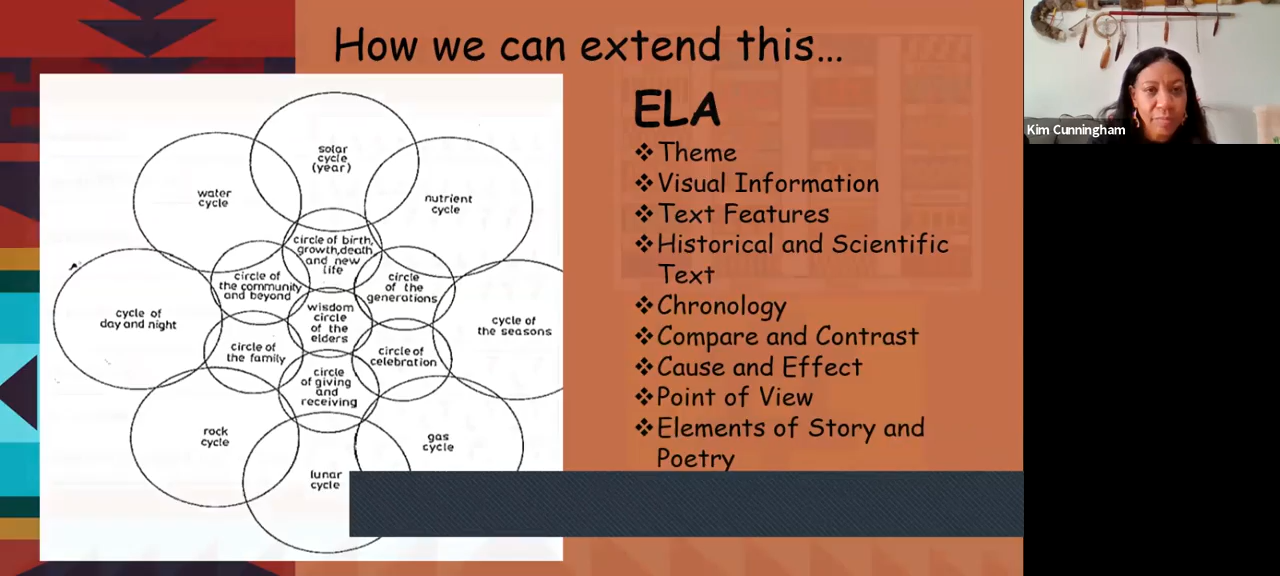 How we can extend this...
solar
cycle
(year)
water
cycle
nutrient
cycle
circle of birth,
growth,death
and new
life
circle of
the community
and beyond
circle
of the
generations
wisdom
circle
of the
elders
cycle of
day and night
cycle of
the seasons
circle of
the family
circle of
celebration
circle
of giving
and
receiving
rock
cycle
gas
cycle
lunar
cycle
ELA
❖Theme
❖Visual Information
❖Text Features
❖Historical and Scientific
Text
❖Chronology
❖Compare and Contrast
❖Cause and Effect
❖Point of View
❖Elements of Story and
Poetry
Kim Cunningham